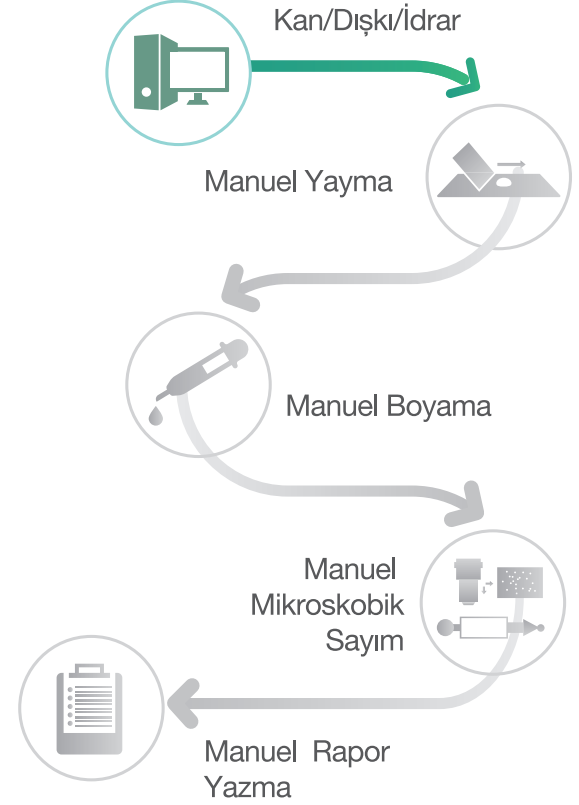 Kan/Dışkı/İdrar
Manuel Yayma
Manuel Boyama
Manuel
Mikroskobik
Sayım
Manuel Rapor
Yazma